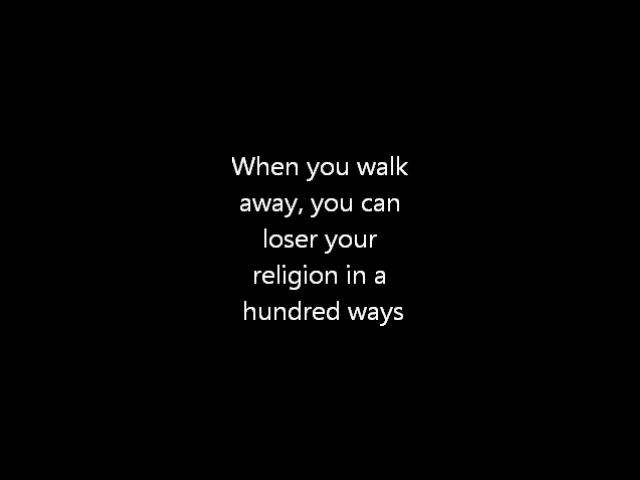 When you walk
away, you can
loser your
religion in a
hundred ways